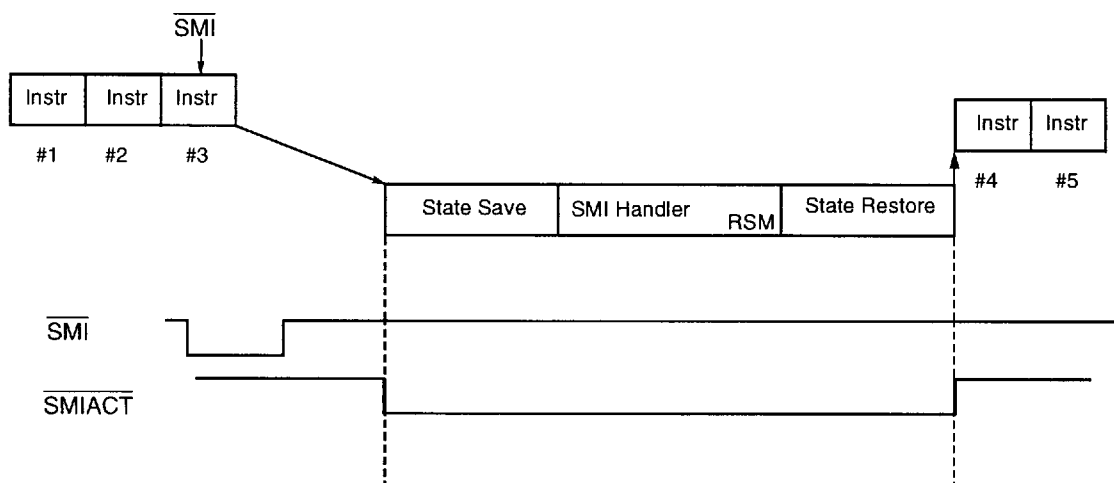 SMI
Instr Instr Instr
#1 #2 #3
Instr Instr
#4 #5
State Save SMI Handler RSM State Restore
SMI
SMIACT